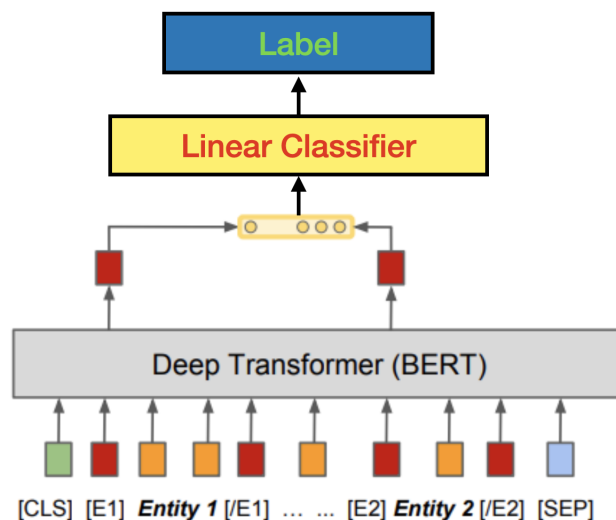 Label
Linear Classifier
Deep Transformer (BERT)
[CLS] [E1] Entity 1 [/E1] ... ... [E2] Entity 2 [/E2] [SEP]